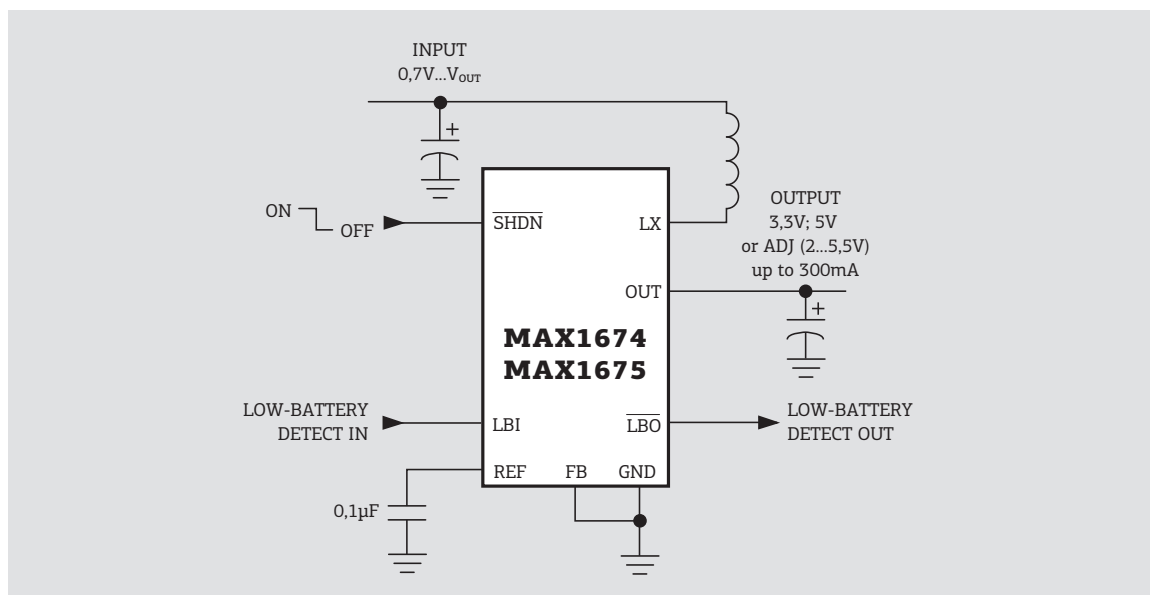 INPUT
0,7V...VOUT
ON
OFF
SHDN
LX
OUTPUT
3,3V; 5V
or ADJ (2...5,5V)
up to 300mA
OUT
+
+
MAX1674
MAX1675
LOW-BATTERY
DETECT IN
LBI
LBO
LOW-BATTERY
DETECT OUT
REF
FB
GND
0,1µF